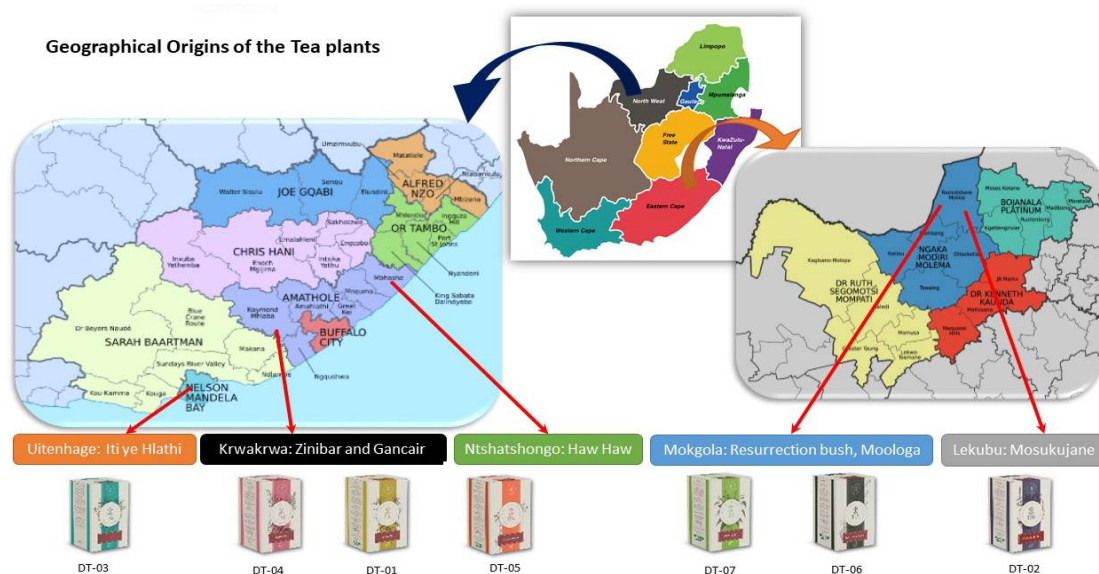 Geographical Origins of the Tea plants
Limpopo
North West
Mpumalanga
Free
State
KwaZulu-
Natal
Northern Cape
Eastern Cape
Western Cape
Umzimvubu
Matatiele
ALFRED
NZO
Mbizana
Walter Sisulu
Senqu
JOE GQABI
Elundini
OR TAMBO
Port
St Johns
Nyandeni
King Sabata
Dalindyebo
Sakhisizwe
Emalahleni
CHRIS HANI
Engcobo
Intsika
Yethu
Inxuba
Yethemba
Enoch
Mgijima
Mbhashe
Mnquma
AMATHOLE
Amahlathi
Great
Kei
Raymond
Mhlaba
BUFFALO
CITY
Ngqushwa
Blue
Crane
Route
Dr Beyers Naudé
SARAH BAARTMAN
Makana
Sundays River Valley
Ndlambe
NELSON
MANDELA
BAY
Kou-Kamma
Kouga
Moses Kotane
BOJANALA
PLATINUM
Madibeng
Moretele
Rustenburg
Kgetlengrivier
Ramotshere
Moiloa
NGAKA
MODIRI
MOLEMA
Ditsobotla
Ratlou
Tswaing
Kagisano-Molopo
DR RUTH
SEGOMOTSI
MOMPATI
Naledi
Mamusa
Greater Taung
Lekwa-
Teemane
JB Marks
DR KENNETH
KAUNDA
Matlosana
Maquassi
Hills
Uitenhage: Iti ye Hlathi
Krwakrwa: Zinibar and Gancair
Ntshatshongo: Haw Haw
Mokgola: Resurrection bush, Moologa
Lekubu: Mosukujane
DT-03
DT-04
DT-01
DT-05
DT-07
DT-06
DT-02